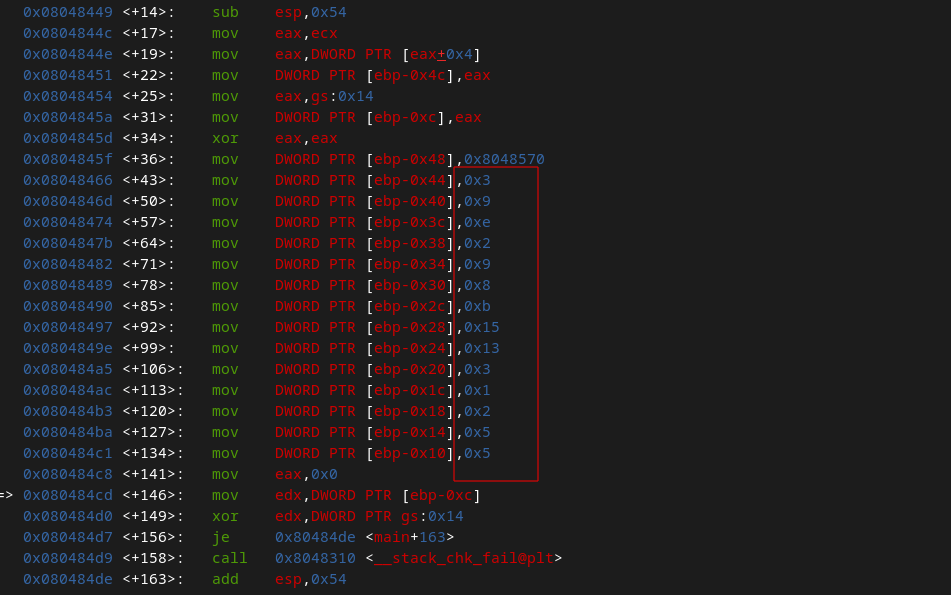 0x08048449 <+14>: sub esp,0x54
0x0804844c <+17>: mov eax,ecx
0x0804844e <+19>: mov eax,DWORD PTR [eax+0x4]
0x08048451 <+22>: mov DWORD PTR [ebp-0x4c],eax
0x08048454 <+25>: mov eax,gs:0x14
0x0804845a <+31>: mov DWORD PTR [ebp-0xc],eax
0x0804845d <+34>: xor eax,eax
0x0804845f <+36>: mov DWORD PTR [ebp-0x48],0x8048570
0x08048466 <+43>: mov DWORD PTR [ebp-0x44],0x3
0x0804846d <+50>: mov DWORD PTR [ebp-0x40],0x9
0x08048474 <+57>: mov DWORD PTR [ebp-0x3c],0xe
0x0804847b <+64>: mov DWORD PTR [ebp-0x38],0x2
0x08048482 <+71>: mov DWORD PTR [ebp-0x34],0x9
0x08048489 <+78>: mov DWORD PTR [ebp-0x30],0x8
0x08048490 <+85>: mov DWORD PTR [ebp-0x2c],0xb
0x08048497 <+92>: mov DWORD PTR [ebp-0x28],0x15
0x0804849e <+99>: mov DWORD PTR [ebp-0x24],0x13
0x080484a5 <+106>: mov DWORD PTR [ebp-0x20],0x3
0x080484ac <+113>: mov DWORD PTR [ebp-0x1c],0x1
0x080484b3 <+120>: mov DWORD PTR [ebp-0x18],0x2
0x080484ba <+127>: mov DWORD PTR [ebp-0x14],0x5
0x080484c1 <+134>: mov DWORD PTR [ebp-0x10],0x5
0x080484c8 <+141>: mov eax,0x0
=> 0x080484cd <+146>: mov edx,DWORD PTR [ebp-0xc]
0x080484d0 <+149>: xor edx,DWORD PTR gs:0x14
0x080484d7 <+156>: je 0x80484de <main+163>
0x080484d9 <+158>: call 0x8048310 <__stack_chk_fail@plt>
0x080484de <+163>: add esp,0x54